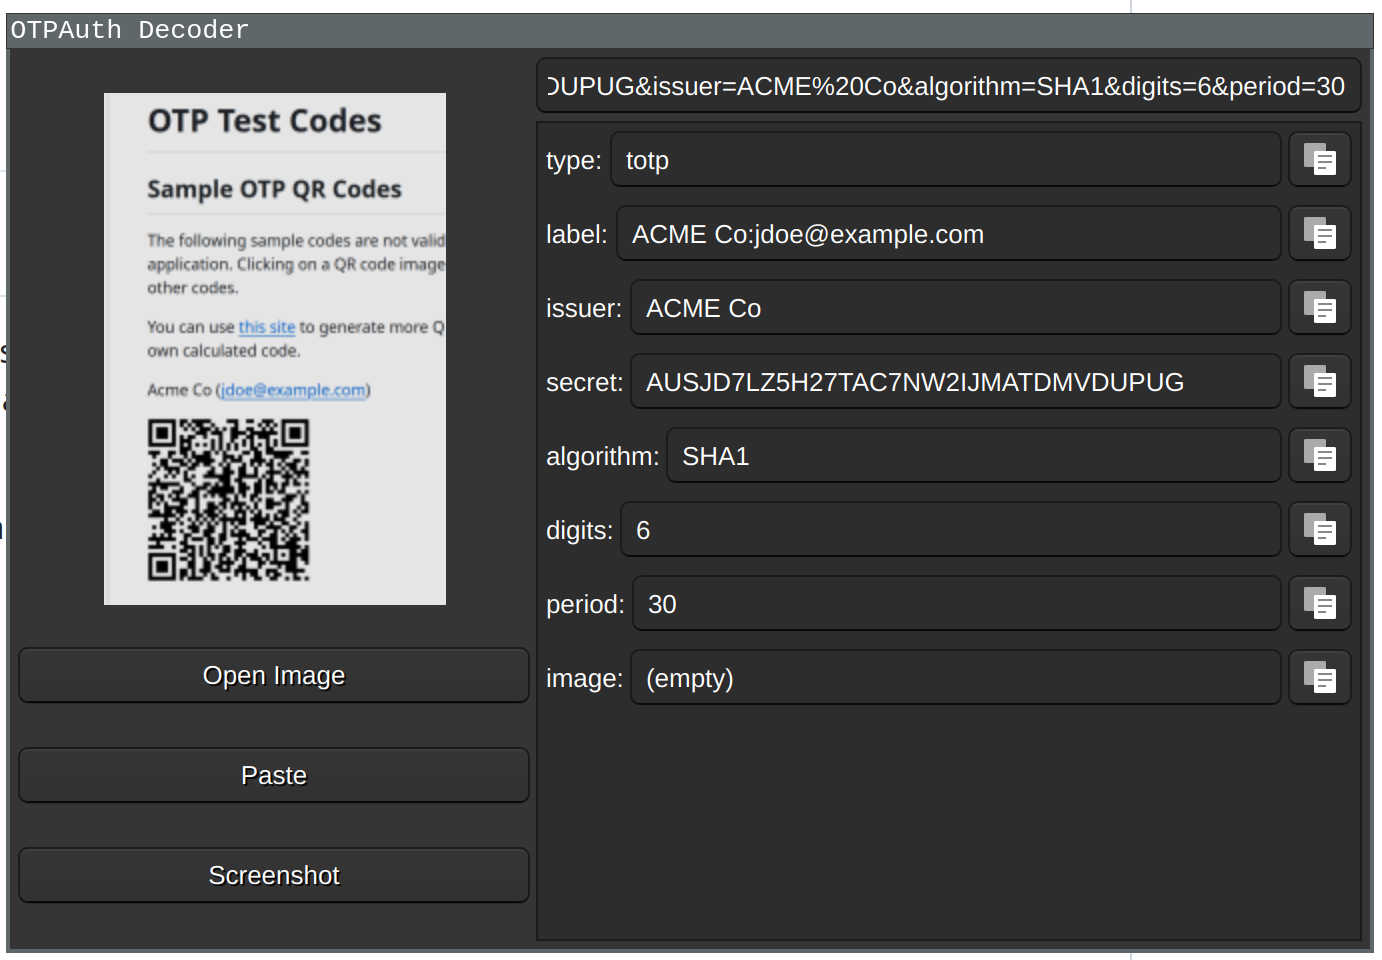 OTPAuth Decoder
OTP Test Codes
Sample OTP QR Codes
The following sample codes are not valid
application. Clicking on a QR code image
other codes.
You can use this site to generate more Q
own calculated code.
Acme Co (jdoe@example.com)
Open Image
Paste
Screenshot
DUPUG&issuer=ACME%20Co&algorithm=SHA1&digits=6&period=30
type: totp
label: ACME Co:jdoe@example.com
issuer: ACME Co
secret: AUSJD7LZ5H27TAC7NW2IJMATDMVDUPUG
algorithm: SHA1
digits: 6
period: 30
image: (empty)